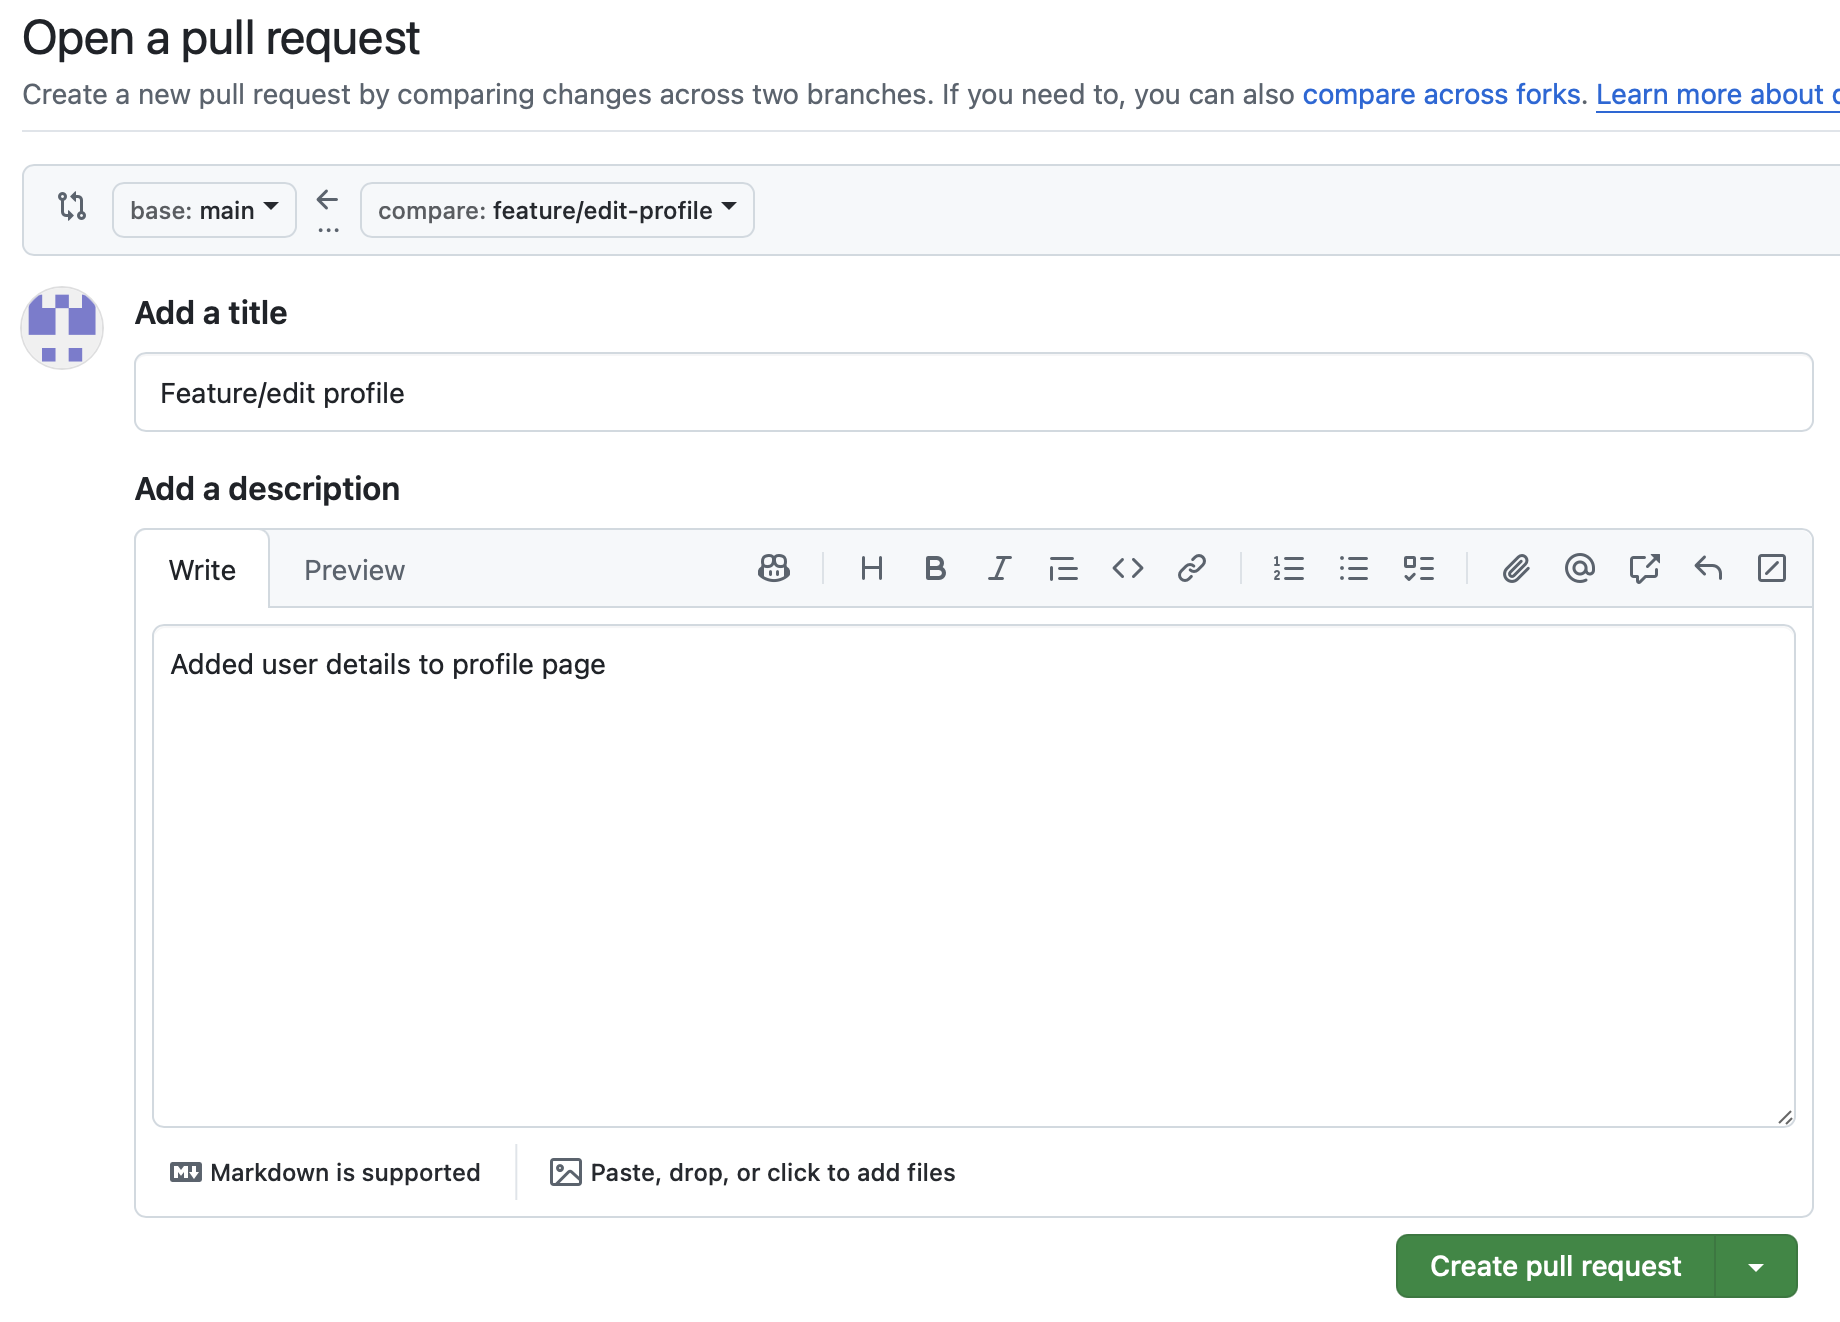 Open a pull request
Create a new pull request by comparing changes across two branches. If you need to, you can also compare across forks. Learn more about
base: main
compare: feature/edit-profile
Add a title
Feature/edit profile
Add a description
Write Preview
Added user details to profile page
Markdown is supported
Paste, drop, or click to add files
Create pull request